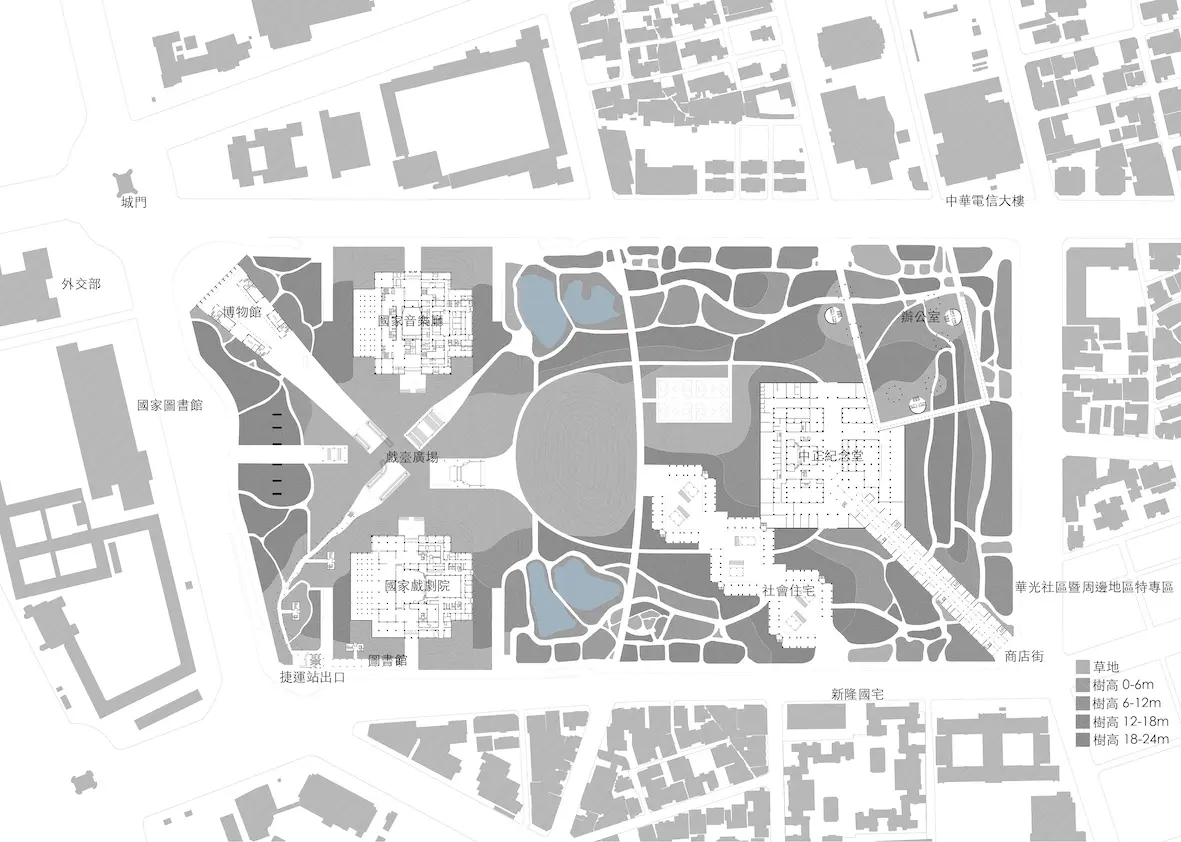 城門
中華電信大樓
外交部
博物館
國家音樂廳
辦公室
國家圖書館
戲臺廣場
中正紀念堂
國家戲劇院
社會住宅
華光社區暨周邊地區特專區
圖書館
商店街
捷運站出口
新隆國宅
草地
樹高 0-6m
樹高 6-12m
樹高 12-18m
樹高 18-24m